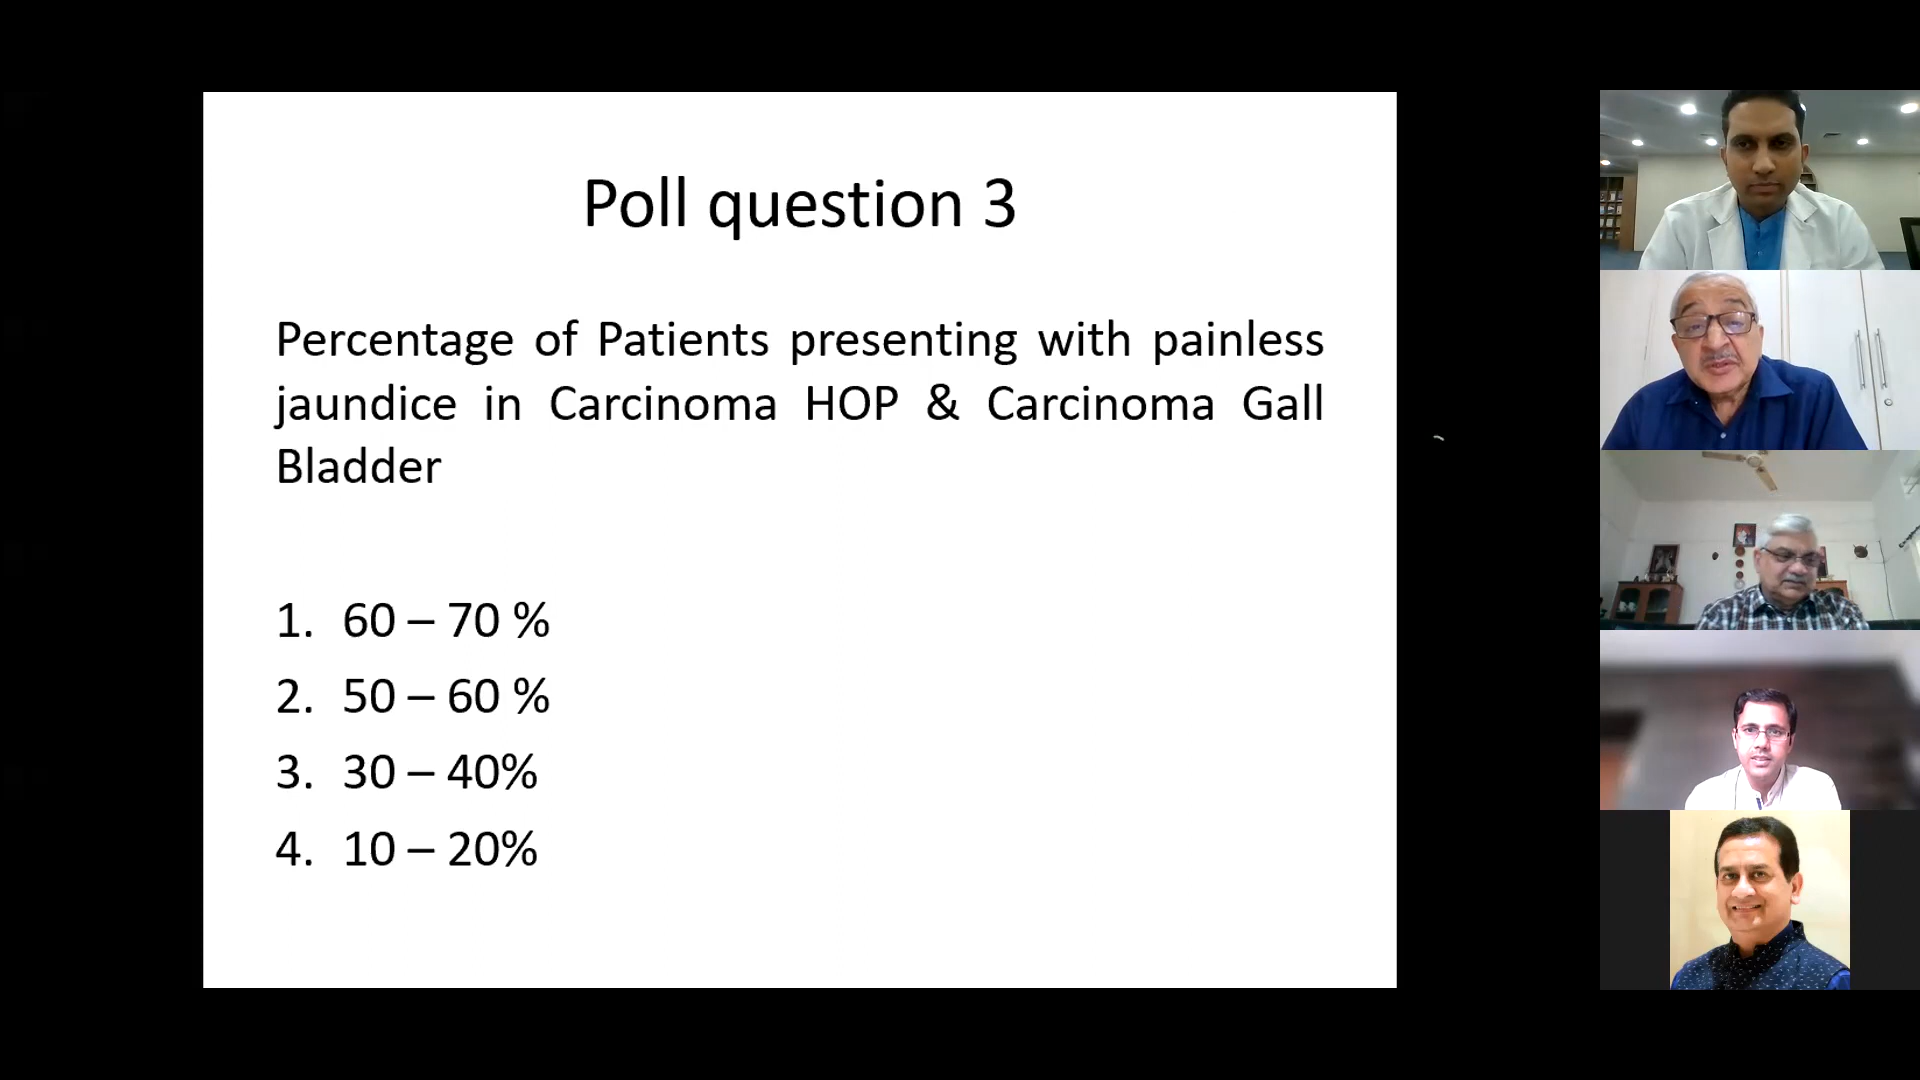 Poll question 3
Percentage of Patients presenting with painless
jaundice in Carcinoma HOP & Carcinoma Gall
Bladder
1. 60 – 70 %
2. 50 – 60 %
3. 30 – 40%
4. 10 – 20%